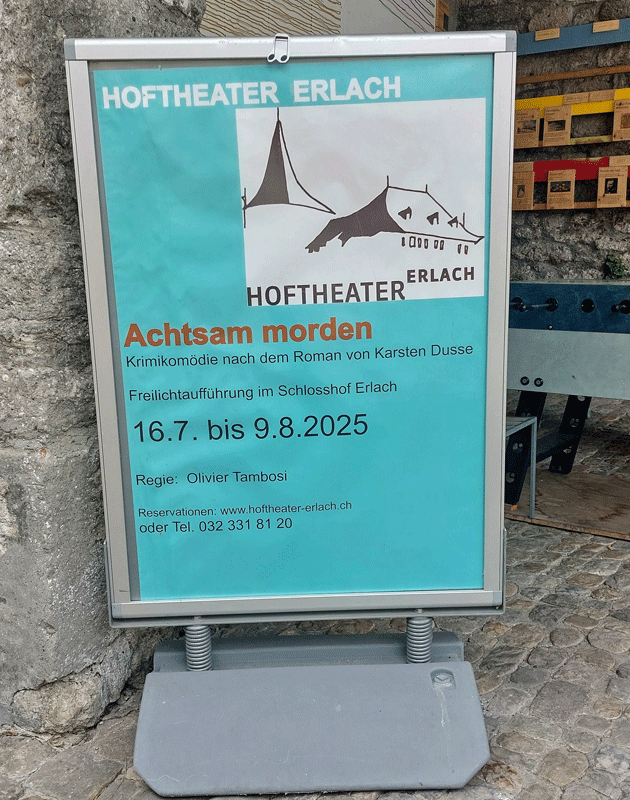 HOFTHEATER ERLACH
HOFTHEATER ERLACH
Achtsam morden
Krimikomödie nach dem Roman von Karsten Dusse
Freilichtaufführung im Schlosshof Erlach
16.7. bis 9.8.2025
Regie: Olivier Tambosi
Reservationen: www.hoftheater-erlach.ch
oder Tel. 032 331 81 20